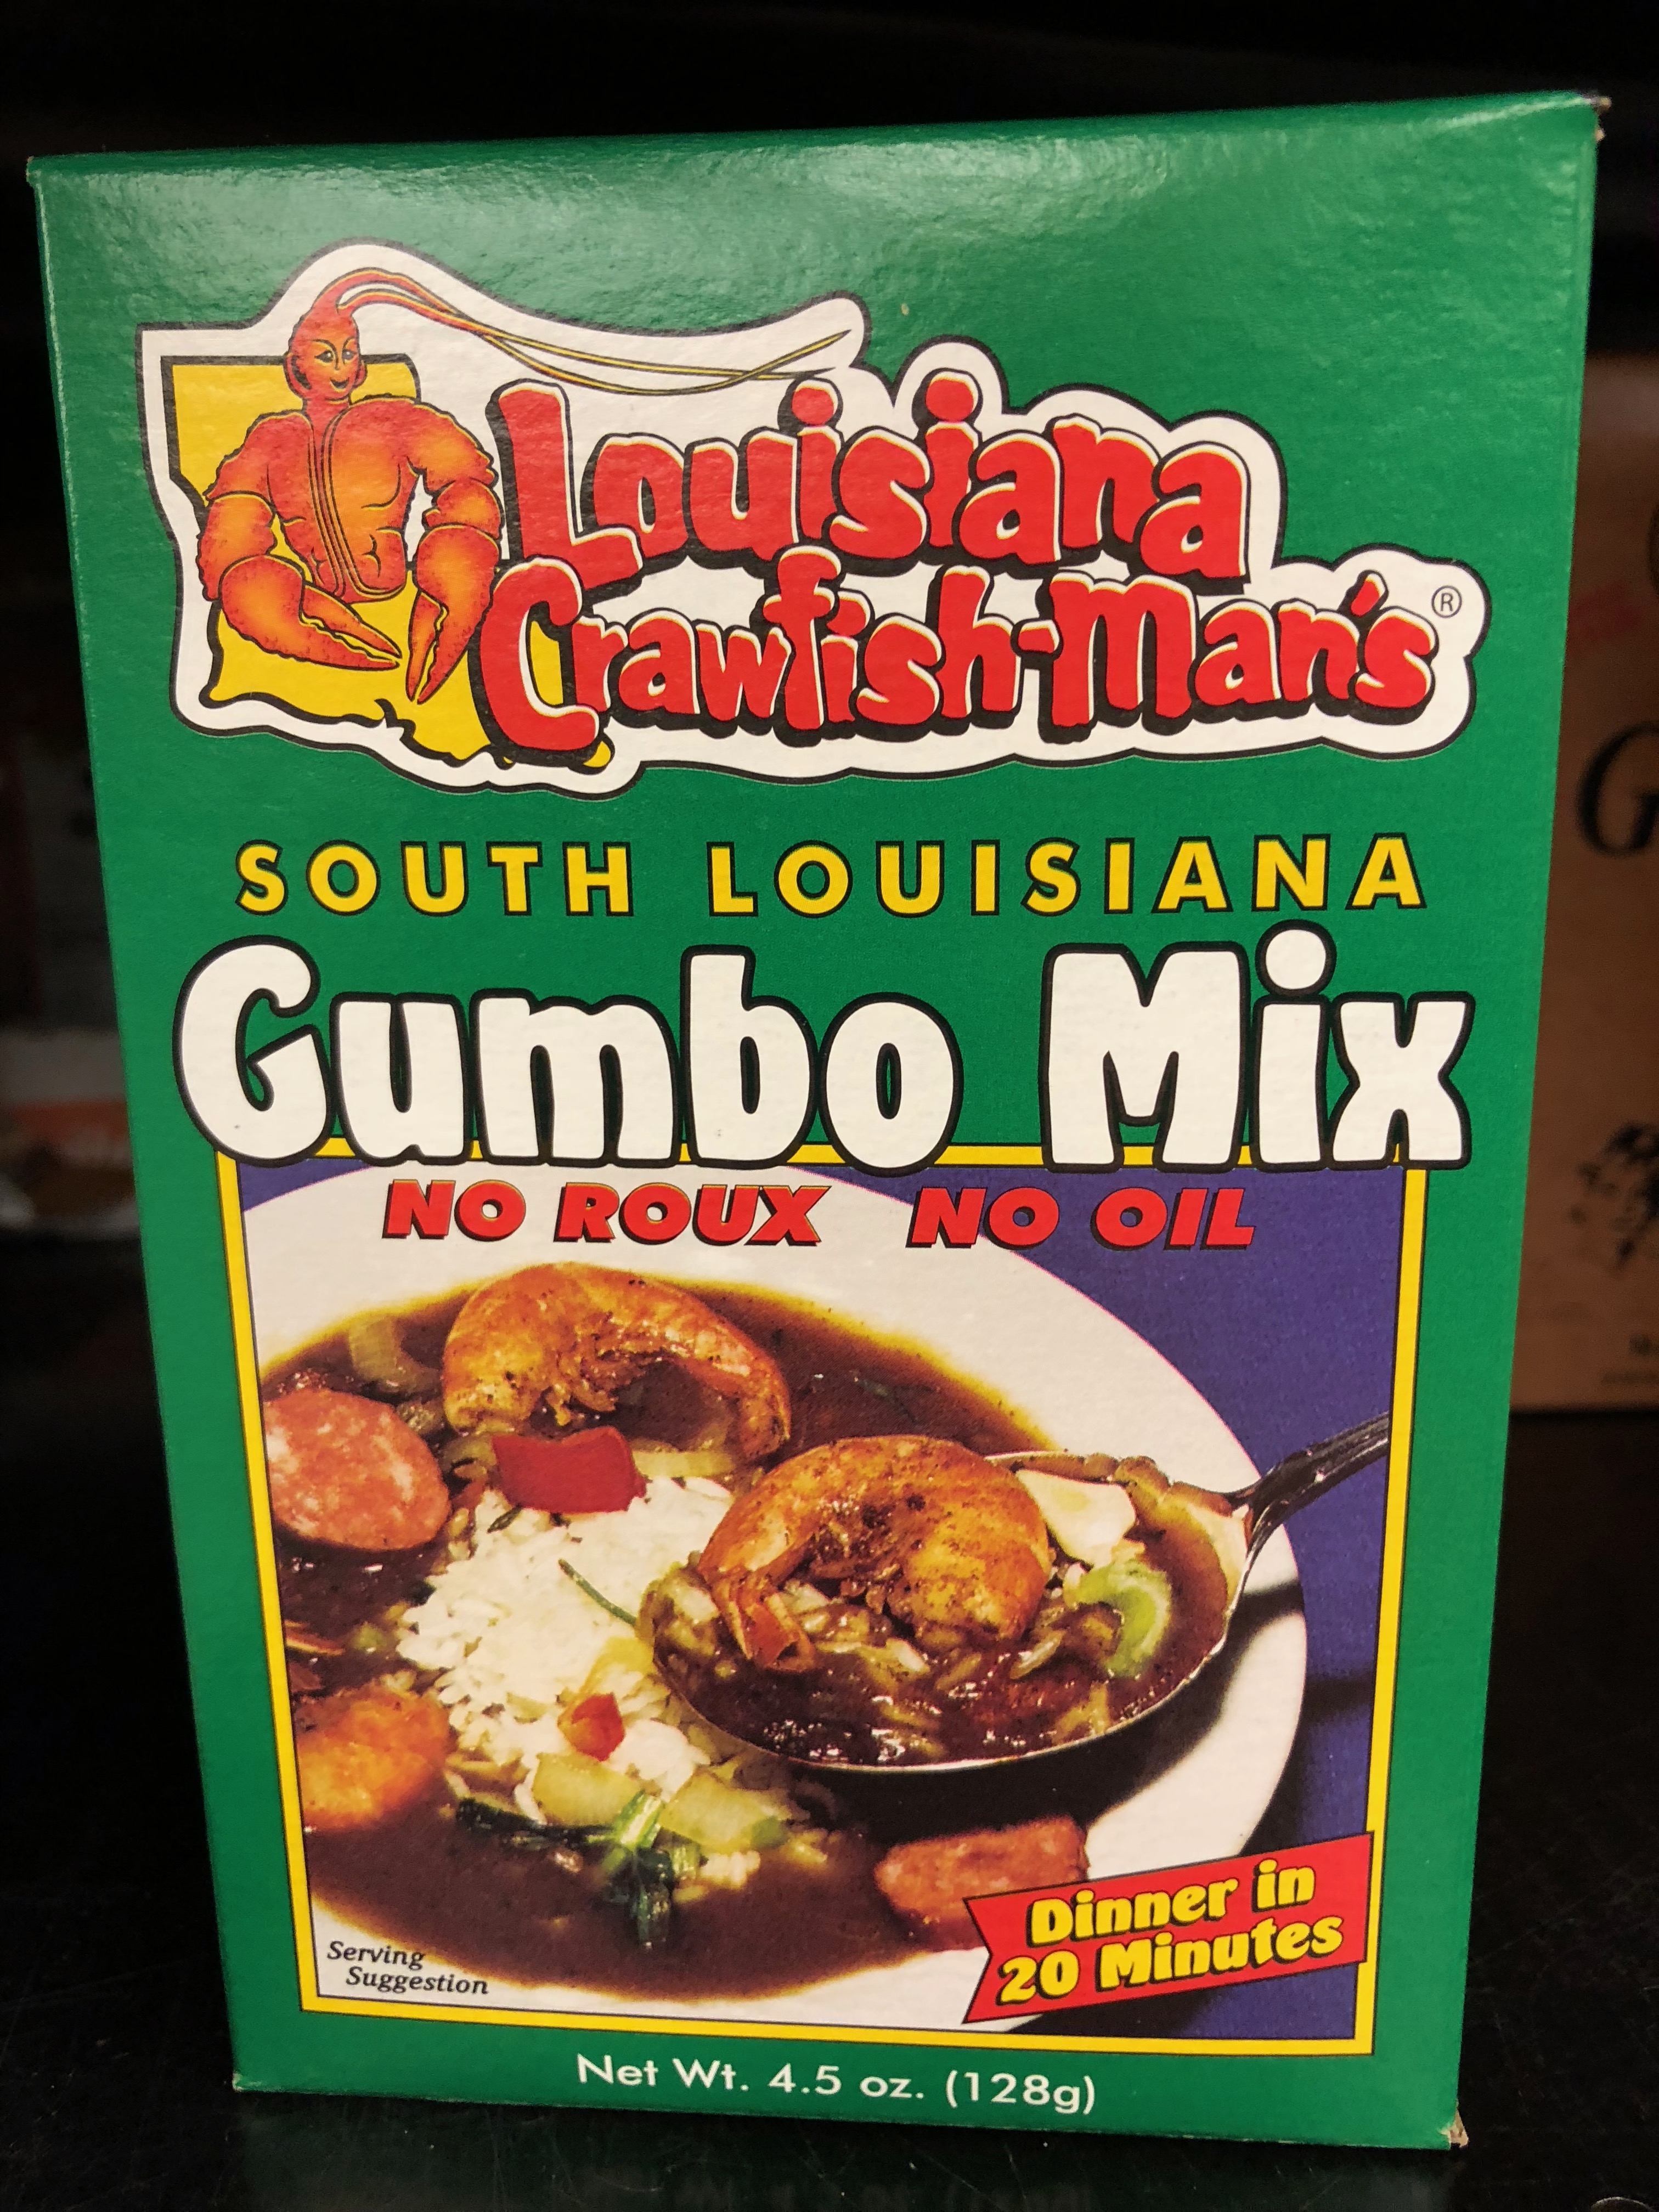 Louisiana
Crawfish-Man's®
SOUTH LOUISIANA
Gumbo Mix
NO ROUX NO OIL
Dinner in
20 Minutes
Serving
Suggestion
Net Wt. 4.5 oz. (128g)